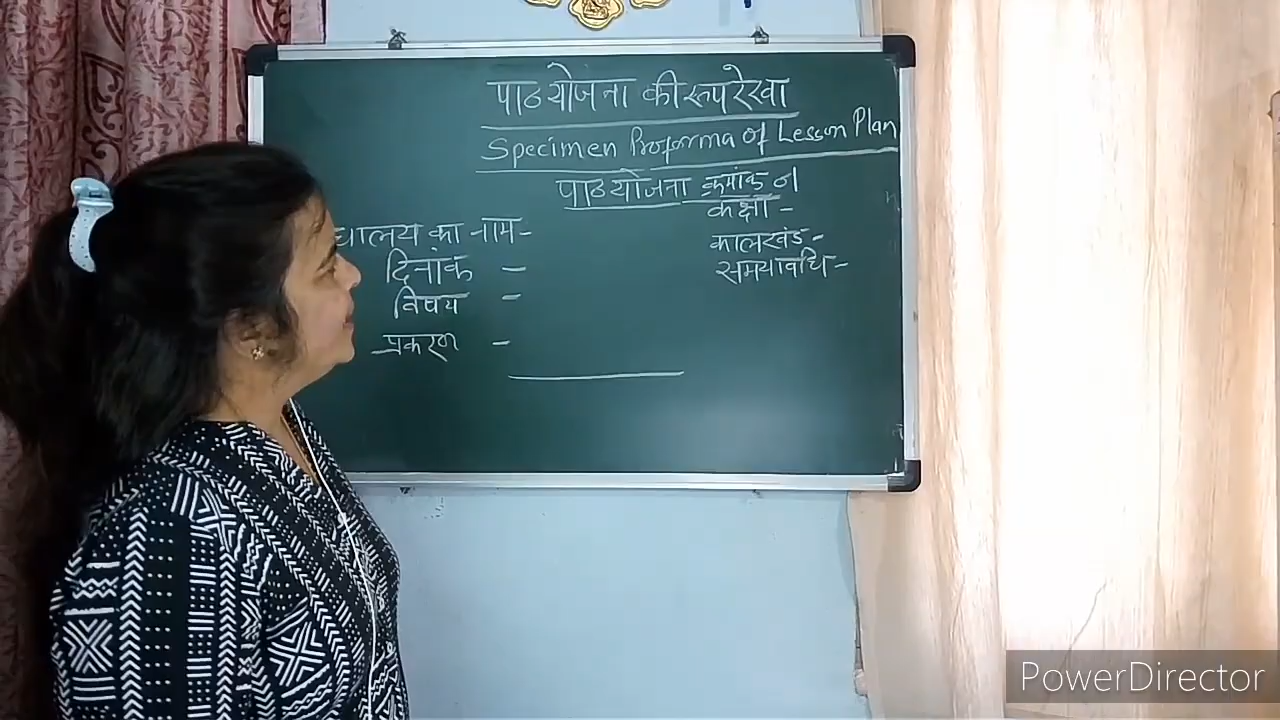 पाठ योजना की रूपरेखा
Specimen Proforma of Lesson Plan
पाठ योजना क्रमांक न
द्यालय का नाम-
कक्षा -
दिनांक -
कालखंड -
विषय -
समयावधि -
प्रकरण -
PowerDirector